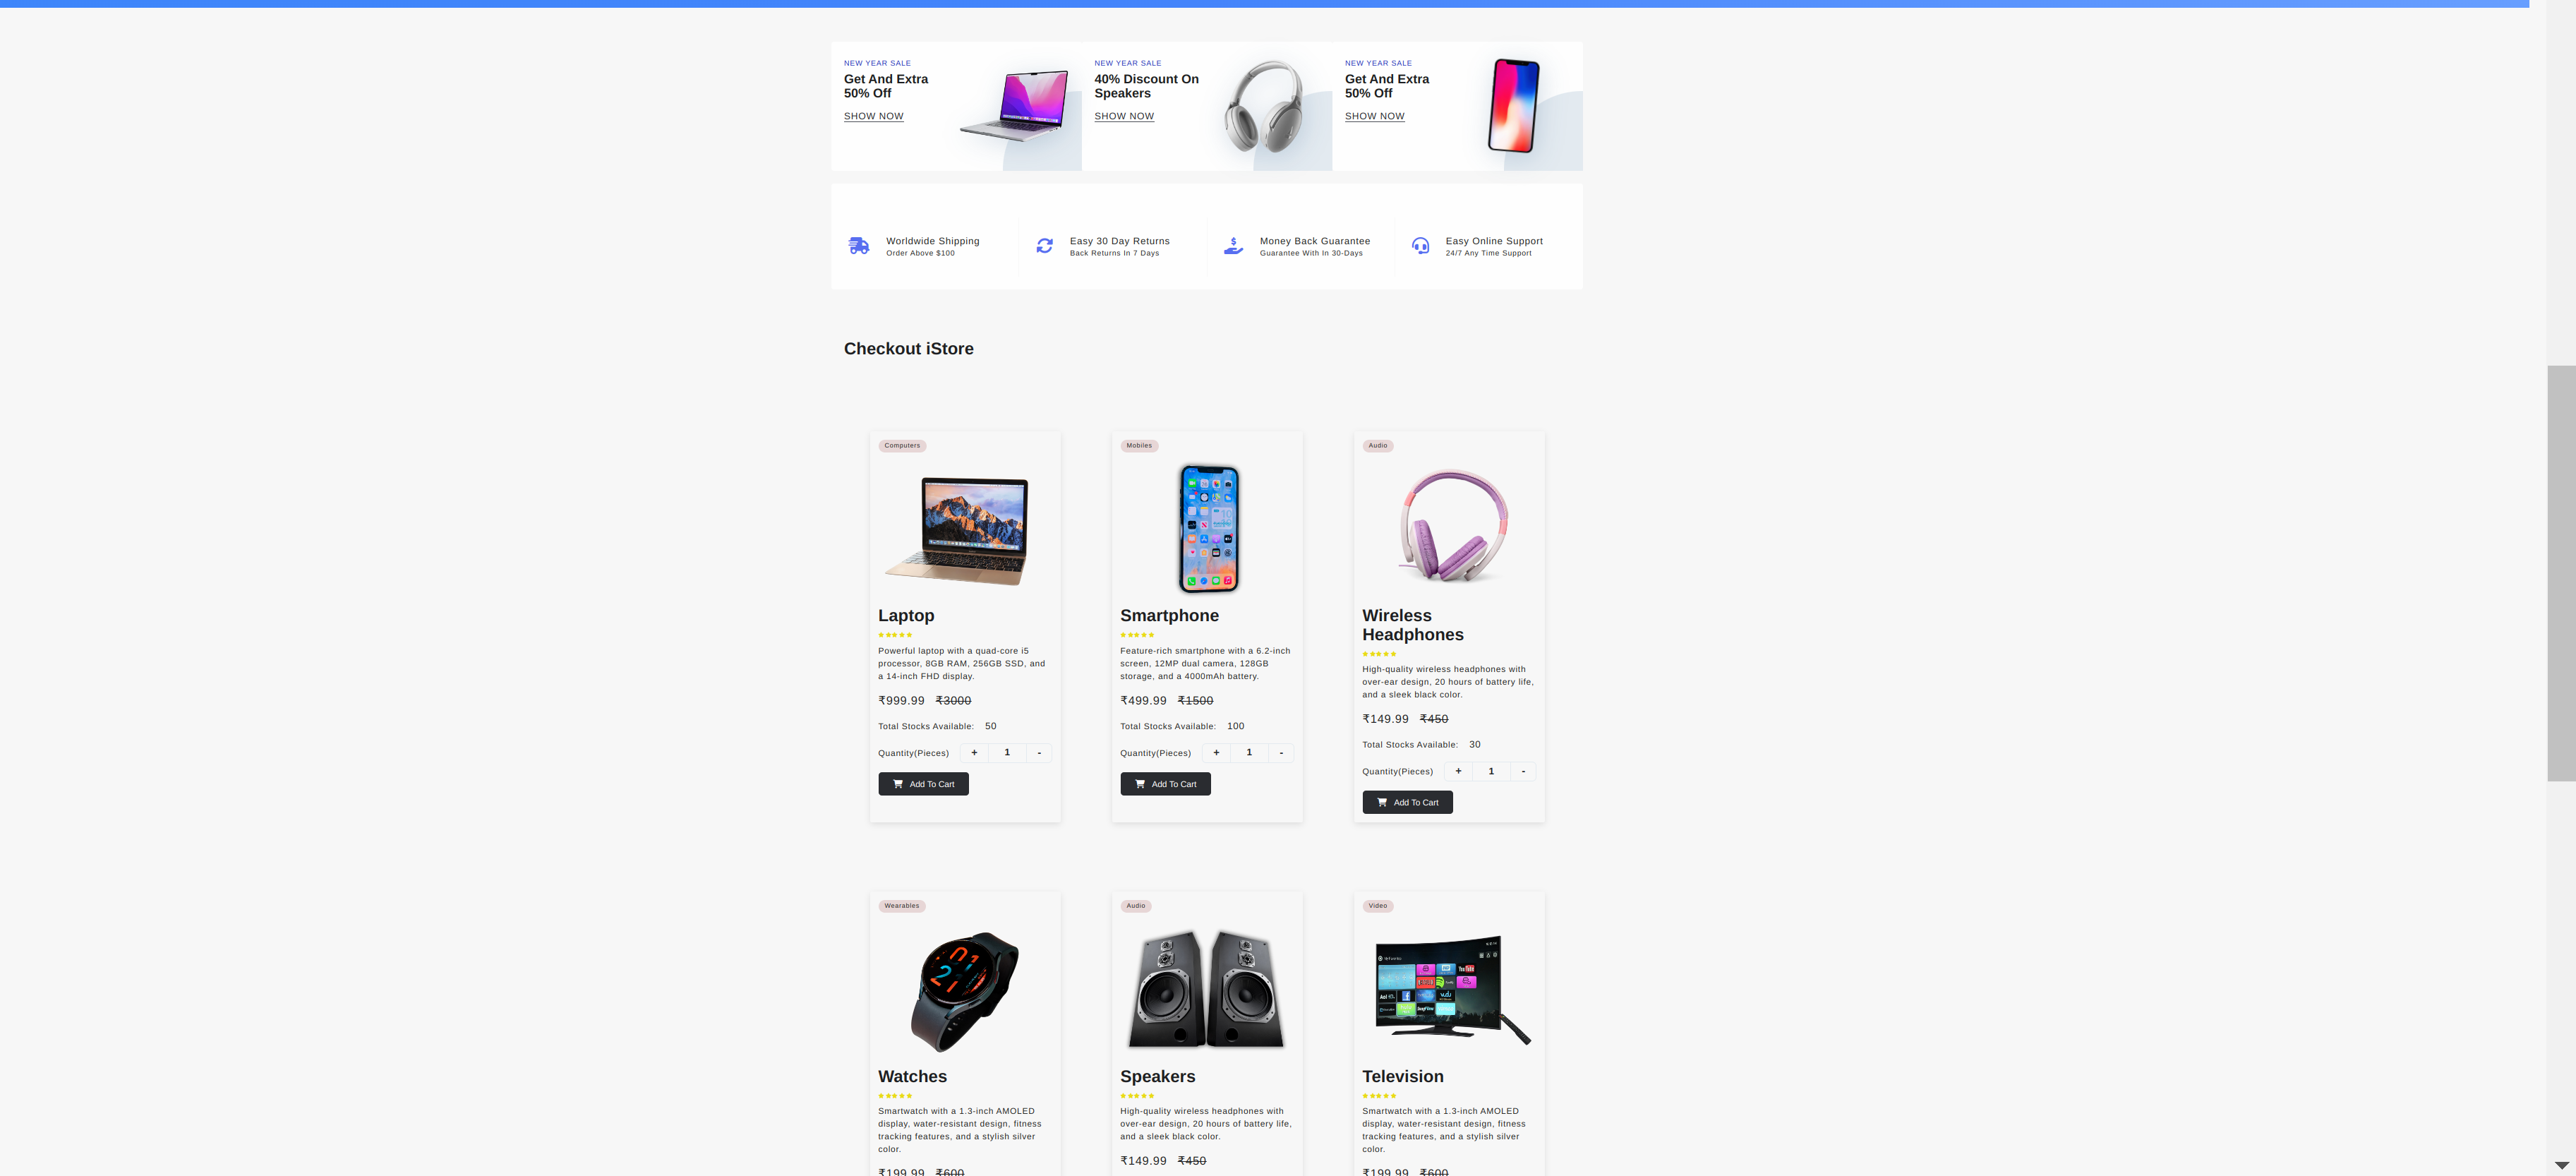 NEW YEAR SALE
Get And Extra
50% Off
SHOW NOW
NEW YEAR SALE
40% Discount On
Speakers
SHOW NOW
NEW YEAR SALE
Get And Extra
50% Off
SHOW NOW
Worldwide Shipping
Order Above $100
Easy 30 Day Returns
Back Returns In 7 Days
Money Back Guarantee
Guarantee With In 30-Days
Easy Online Support
24/7 Any Time Support
Checkout iStore
Computers
Laptop
Powerful laptop with a quad-core i5
processor, 8GB RAM, 256GB SSD, and
a 14-inch FHD display.
₹999.99 ₹3000
Total Stocks Available: 50
Quantity(Pieces) + 1 -
Add To Cart
Mobiles
Smartphone
Feature-rich smartphone with a 6.2-inch
screen, 12MP dual camera, 128GB
storage, and a 4000mAh battery.
₹499.99 ₹1500
Total Stocks Available: 100
Quantity(Pieces) + 1 -
Add To Cart
Audio
Wireless
Headphones
High-quality wireless headphones with
over-ear design, 20 hours of battery life,
and a sleek black color.
₹149.99 ₹450
Total Stocks Available: 30
Quantity(Pieces) + 1 -
Add To Cart
Wearables
01
21
Watches
Smartwatch with a 1.3-inch AMOLED
display, water-resistant design, fitness
tracking features, and a stylish silver
color.
₹199.99 ₹600
Audio
Speakers
High-quality wireless headphones with
over-ear design, 20 hours of battery life,
and a sleek black color.
₹149.99 ₹450
Video
YouTube
Television
Smartwatch with a 1.3-inch AMOLED
display, water-resistant design, fitness
tracking features, and a stylish silver
color.
₹199.99 ₹600